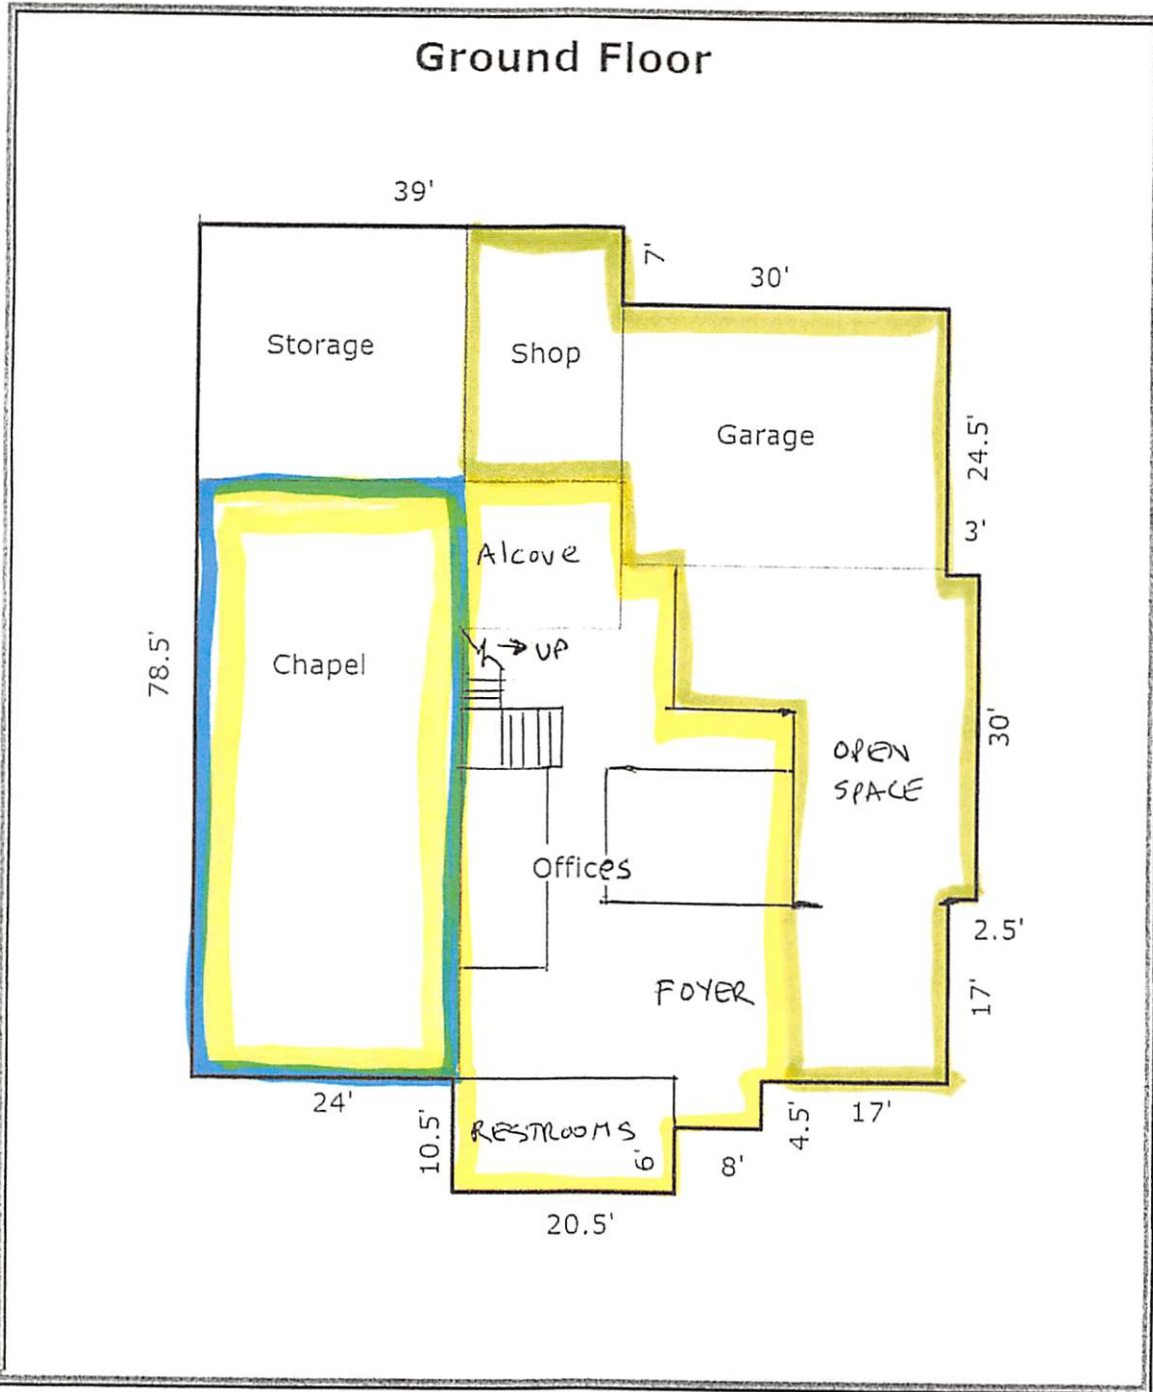 Ground Floor
39'
7'
30'
Storage
Shop
Garage
24.5'
3'
Alcove
→ UP
Chapel
78.5'
30'
OPEN
SPACE
Offices
2.5'
FOYER
17'
24'
10.5'
RESTROOMS
6'
8'
4.5'
17'
20.5'